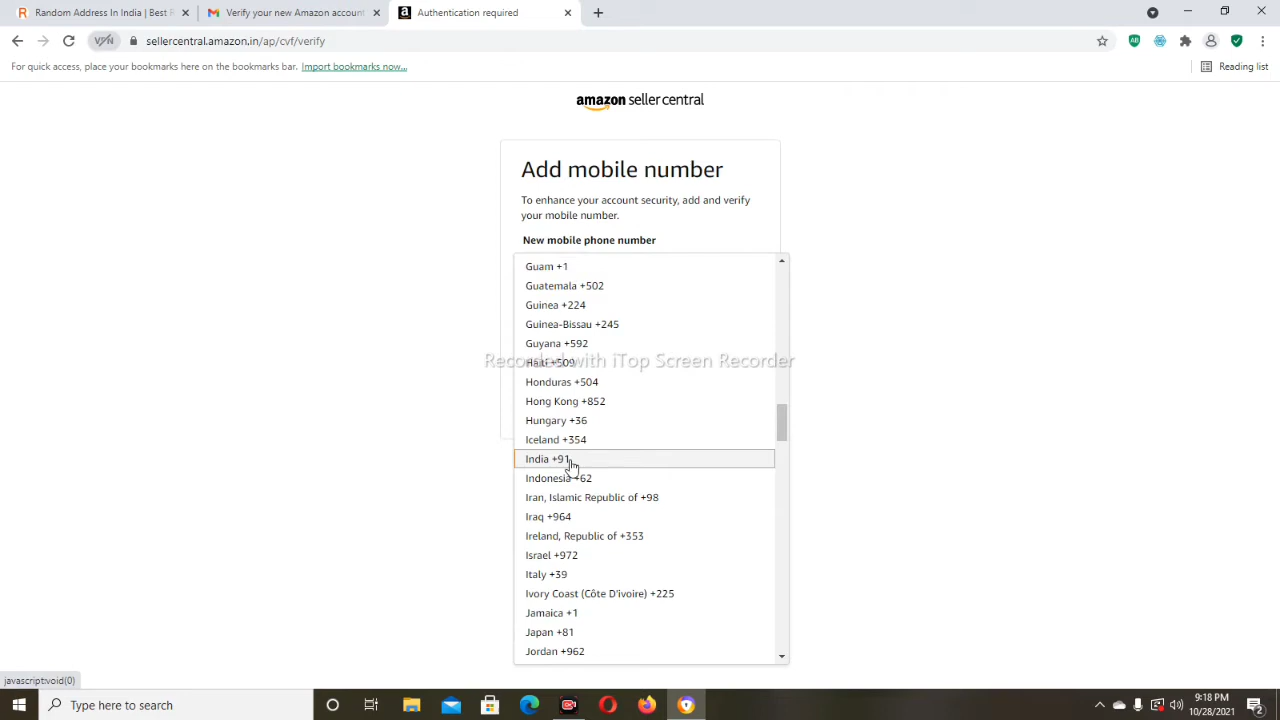 Random Address In India | Best R
Verify your new Amazon account
Authentication required
sellercentral.amazon.in/ap/cvf/verify
For quick access, place your bookmarks here on the bookmarks bar. Import bookmarks now...
Reading list
amazon seller central
Add mobile number
To enhance your account security, add and verify
your mobile number.
New mobile phone number
Guam +1
Guatemala +502
Guinea +224
Guinea-Bissau +245
Guyana +592
Haiti +509
Recorded with iTop Screen Recorder
Honduras +504
Hong Kong +852
Hungary +36
Iceland +354
India +91
Indonesia +62
Iran, Islamic Republic of +98
Iraq +964
Ireland, Republic of +353
Israel +972
Italy +39
Ivory Coast (Côte D'ivoire) +225
Jamaica +1
Japan +81
Jordan +962
javascript:void(0)
Type here to search
9:18 PM
10/28/2021
2